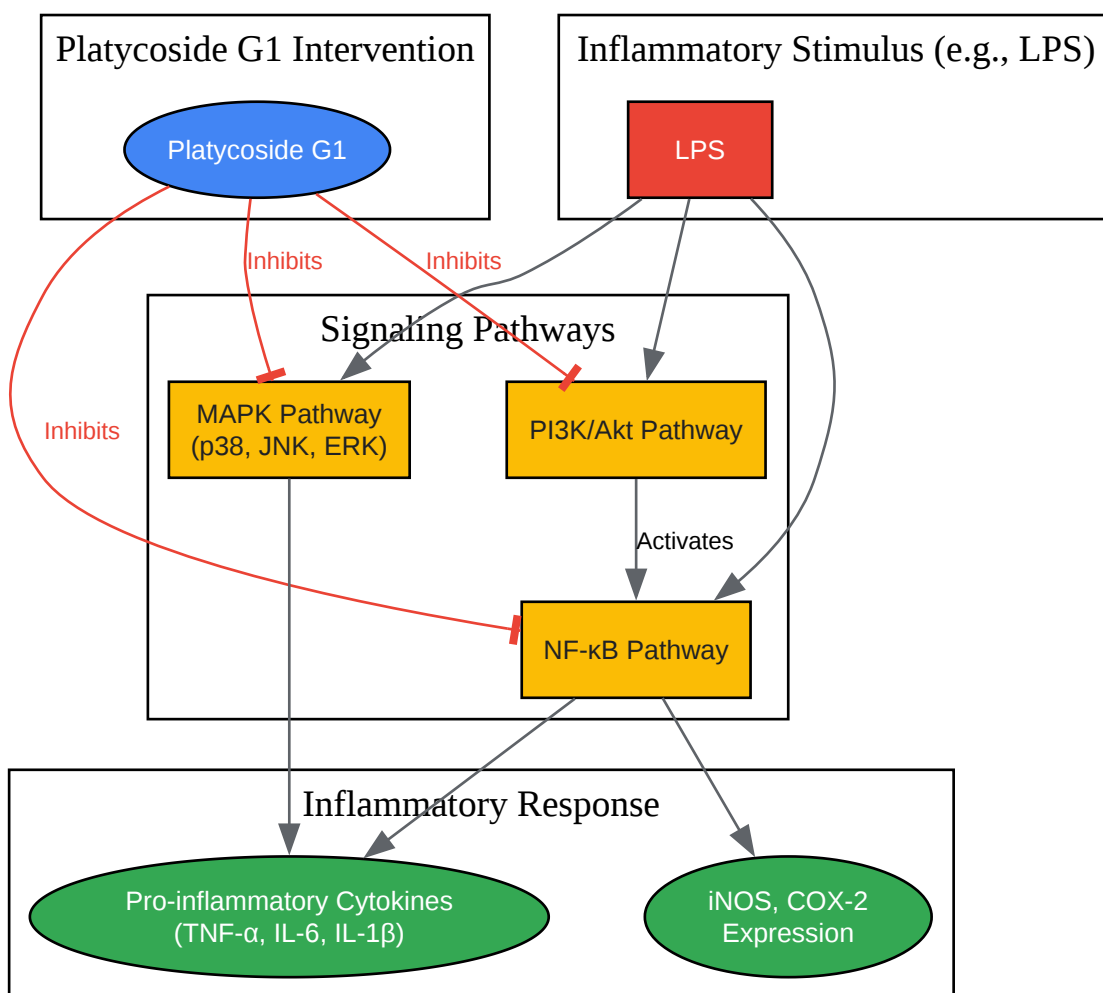 Platycoside G1 Intervention
Inflammatory Stimulus (e.g., LPS)
Platycoside G1
LPS
Inhibits
Inhibits
Signaling Pathways
MAPK Pathway
(p38, JNK, ERK)
PI3K/Akt Pathway
Inhibits
Activates
NF-κB Pathway
Inflammatory Response
Pro-inflammatory Cytokines
(TNF-α, IL-6, IL-1β)
iNOS, COX-2
Expression